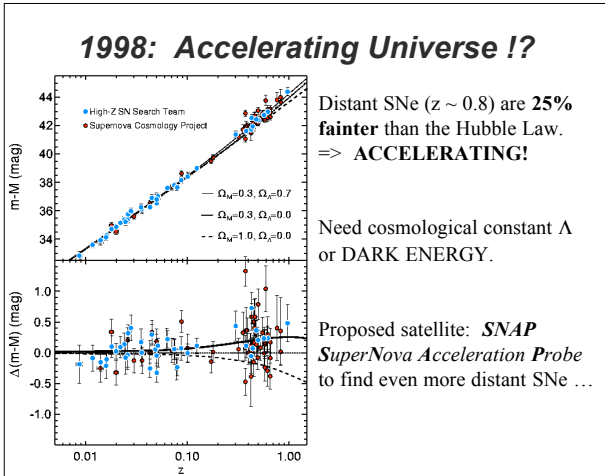 1998: Accelerating Universe !?
44
42
40
38
36
34
m-M (mag)
High-Z SN Search Team
Supernova Cosmology Project
Ω_M=0.3, Ω_Λ=0.7
Ω_M=0.3, Ω_Λ=0.0
Ω_M=1.0, Ω_Λ=0.0
1.0
0.5
0.0
-0.5
-1.0
Δ(m-M) (mag)
0.01
0.10
1.00
z
Distant SNe (z ~ 0.8) are 25%
fainter than the Hubble Law.
=> ACCELERATING!
Need cosmological constant Λ
or DARK ENERGY.
Proposed satellite: SNAP
SuperNova Acceleration Probe
to find even more distant SNe …